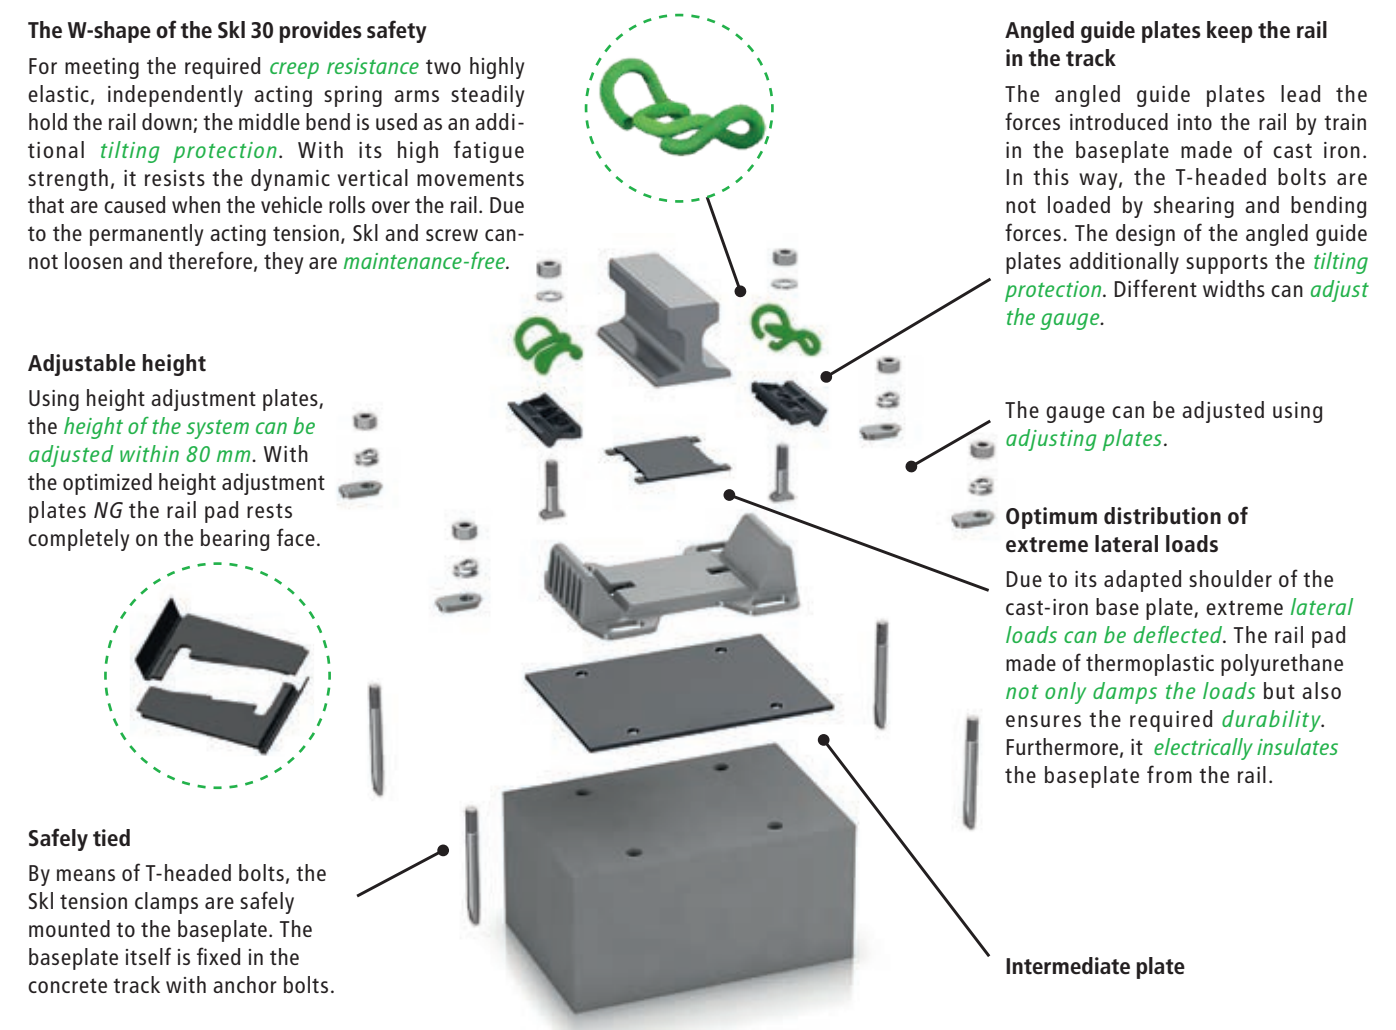 The W-shape of the Skl 30 provides safety
For meeting the required creep resistance two highly
elastic, independently acting spring arms steadily
hold the rail down; the middle bend is used as an addi-
tional tilting protection. With its high fatigue
strength, it resists the dynamic vertical movements
that are caused when the vehicle rolls over the rail. Due
to the permanently acting tension, Skl and screw can-
not loosen and therefore, they are maintenance-free.
Adjustable height
Using height adjustment plates,
the height of the system can be
adjusted within 80 mm. With
the optimized height adjustment
plates NG the rail pad rests
completely on the bearing face.
Safely tied
By means of T-headed bolts, the
Skl tension clamps are safely
mounted to the baseplate. The
baseplate itself is fixed in the
concrete track with anchor bolts.
Angled guide plates keep the rail
in the track
The angled guide plates lead the
forces introduced into the rail by train
in the baseplate made of cast iron.
In this way, the T-headed bolts are
not loaded by shearing and bending
forces. The design of the angled guide
plates additionally supports the tilting
protection. Different widths can adjust
the gauge.
The gauge can be adjusted using
adjusting plates.
Optimum distribution of
extreme lateral loads
Due to its adapted shoulder of the
cast-iron base plate, extreme lateral
loads can be deflected. The rail pad
made of thermoplastic polyurethane
not only damps the loads but also
ensures the required durability.
Furthermore, it electrically insulates
the baseplate from the rail.
Intermediate plate